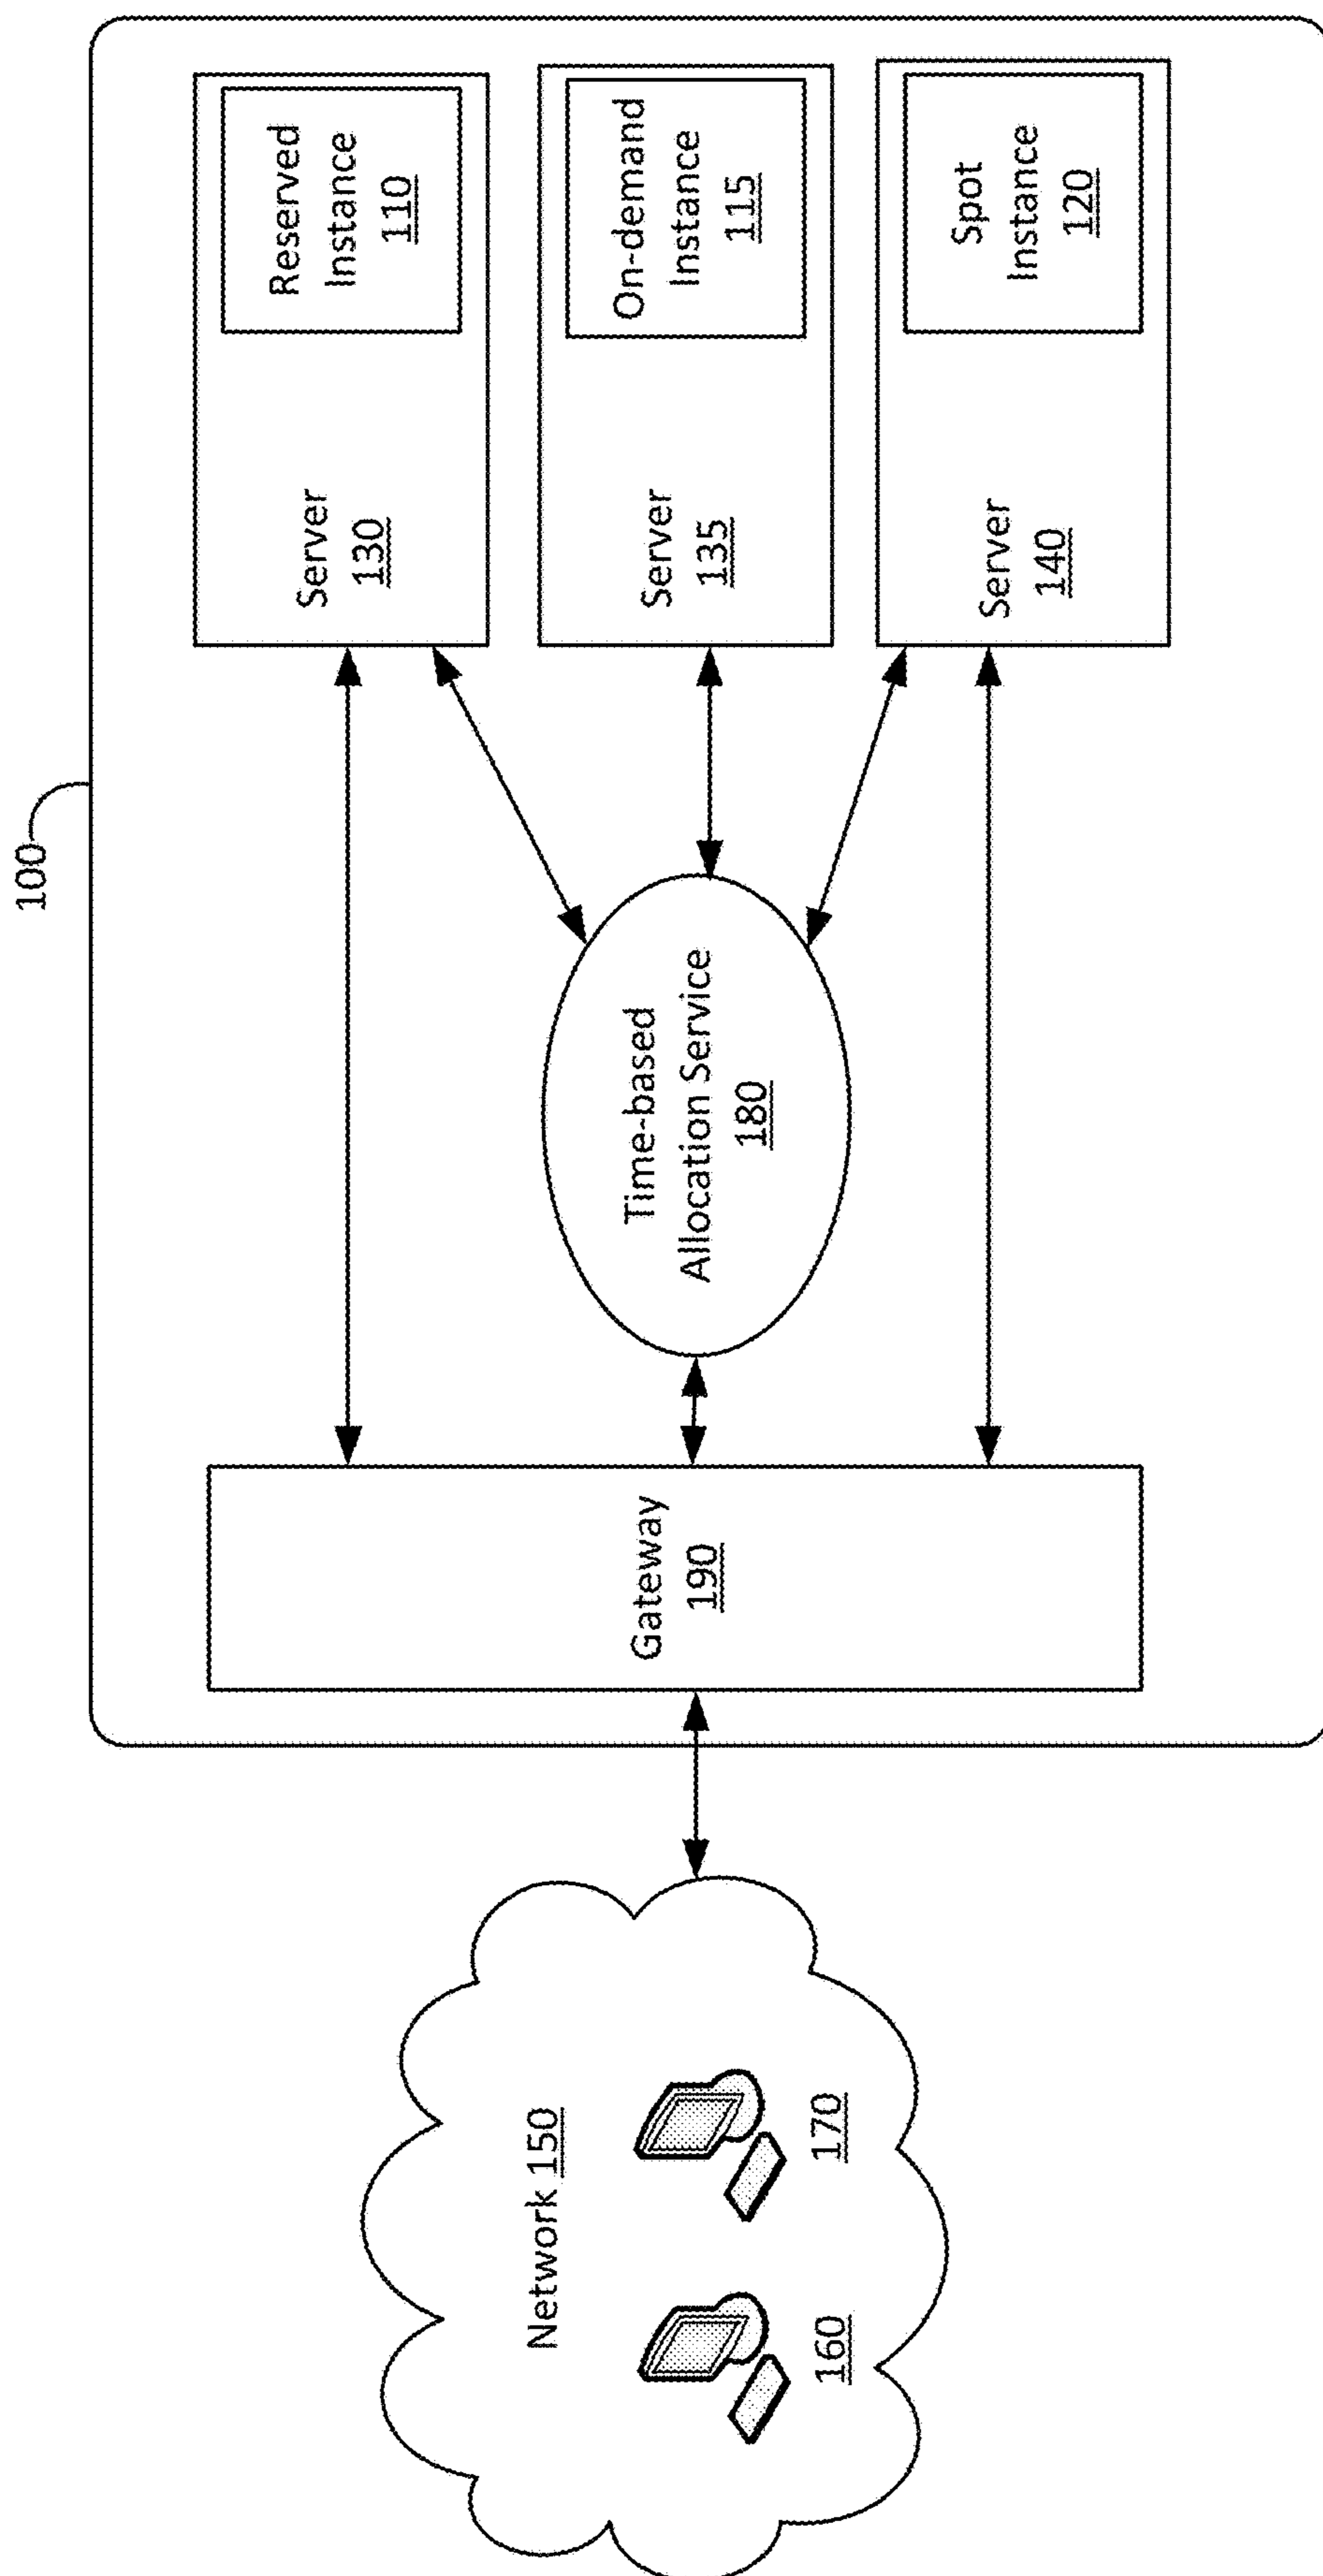 100
Network 150
160
170
Gateway
190
Time-based
Allocation Service
180
Server
130
Reserved
Instance
110
Server
135
On-demand
Instance
115
Server
140
Spot
Instance
120